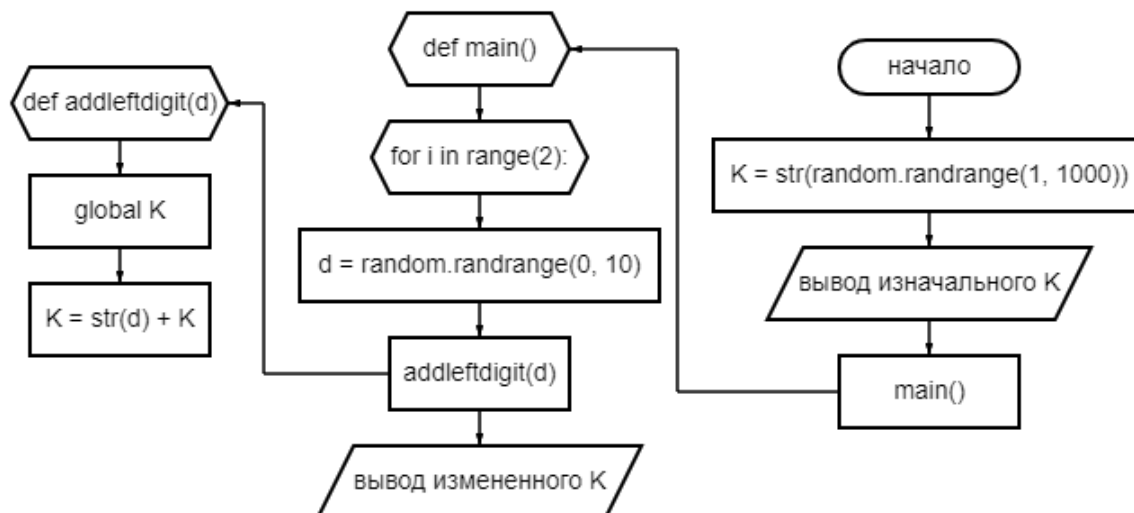 def main()
начало
def addleftdigit(d)
for i in range(2):
K = str(random.randrange(1, 1000))
global K
d = random.randrange(0, 10)
вывод изначального K
K = str(d) + K
addleftdigit(d)
main()
вывод измененного K